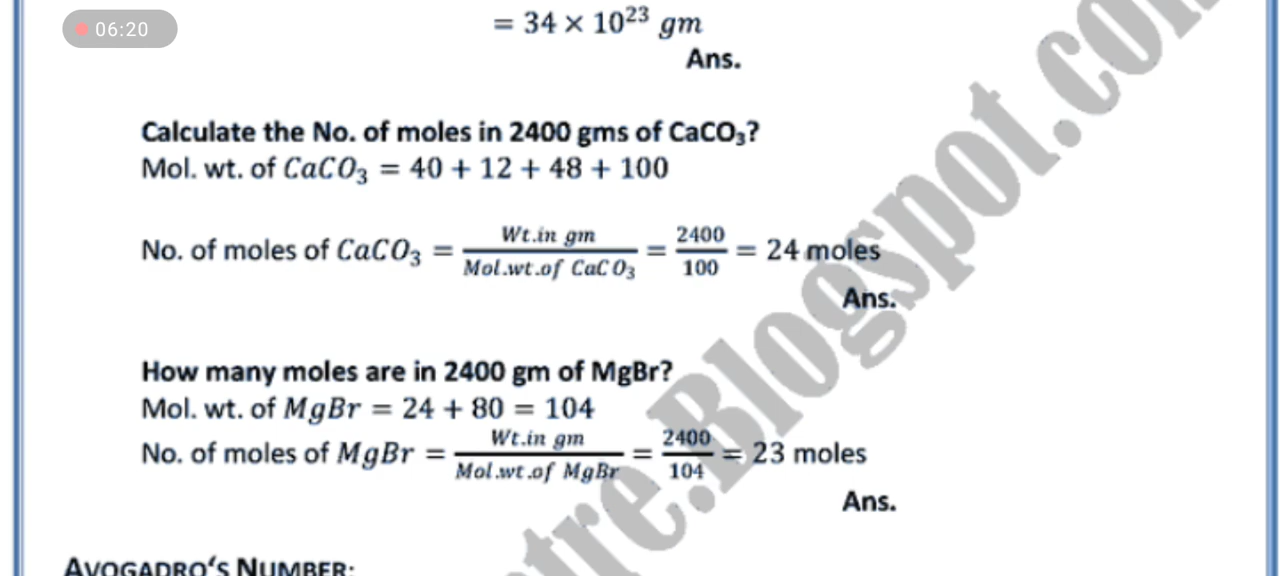 06:20
= 34 × 10²³ gm
Ans.
Calculate the No. of moles in 2400 gms of CaCO₃?
Mol. wt. of CaCO₃ = 40 + 12 + 48 + 100
No. of moles of CaCO₃ = Wt.in gm / Mol.wt.of CaCO₃ = 2400 / 100 = 24 moles
Ans.
How many moles are in 2400 gm of MgBr?
Mol. wt. of MgBr = 24 + 80 = 104
No. of moles of MgBr = Wt.in gm / Mol.wt.of MgBr = 2400 / 104 = 23 moles
Ans.
AVOGADRO'S NUMBER:
tre.Blogspot.com